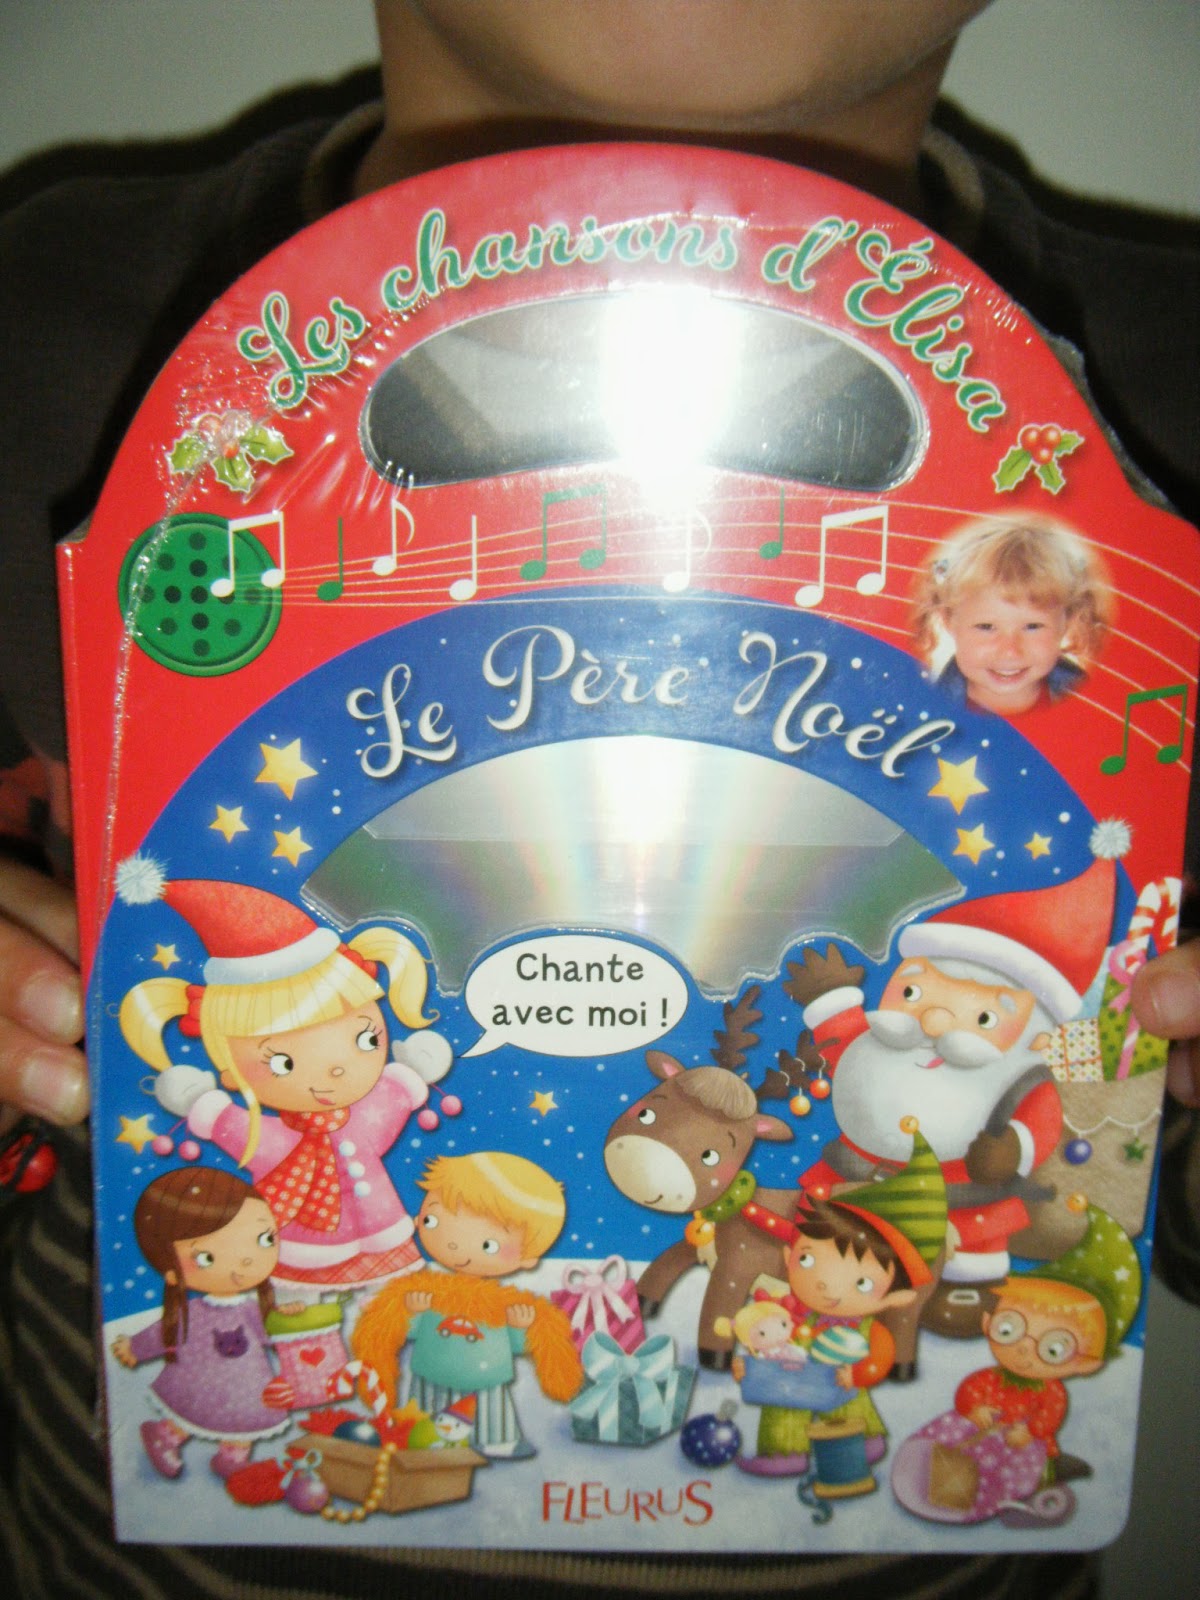 Les chansons d'Élisa
Le Père Noël
Chante
avec moi !
FLEURUS